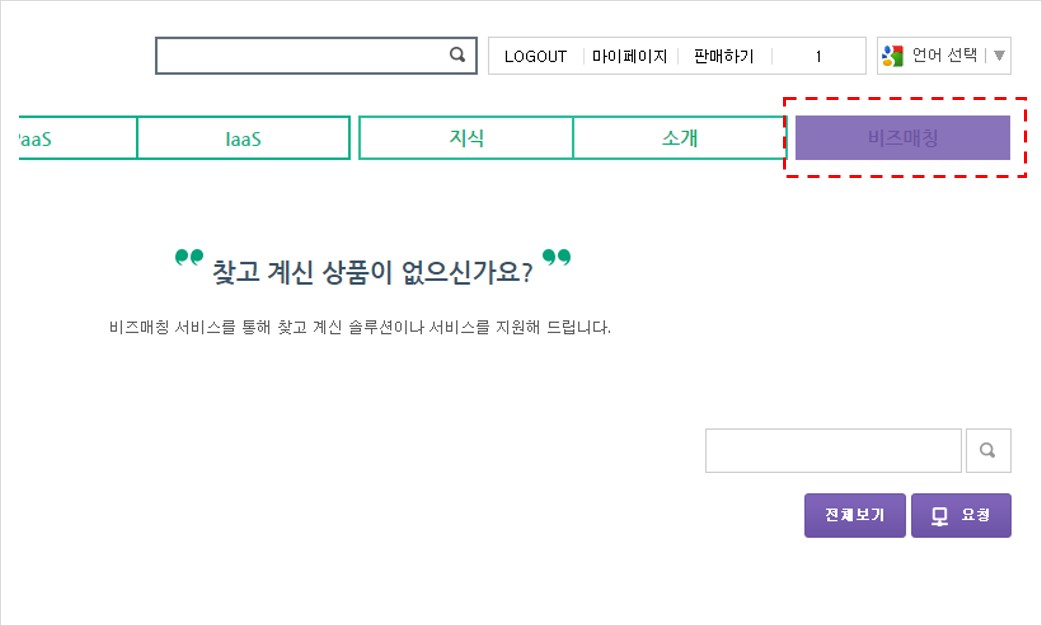 LOGOUT 마이페이지 판매하기 1 언어 선택
PaaS IaaS 지식 소개 비즈매칭
찾고 계신 상품이 없으신가요?
비즈매칭 서비스를 통해 찾고 계신 솔루션이나 서비스를 지원해 드립니다.
전체보기 요청